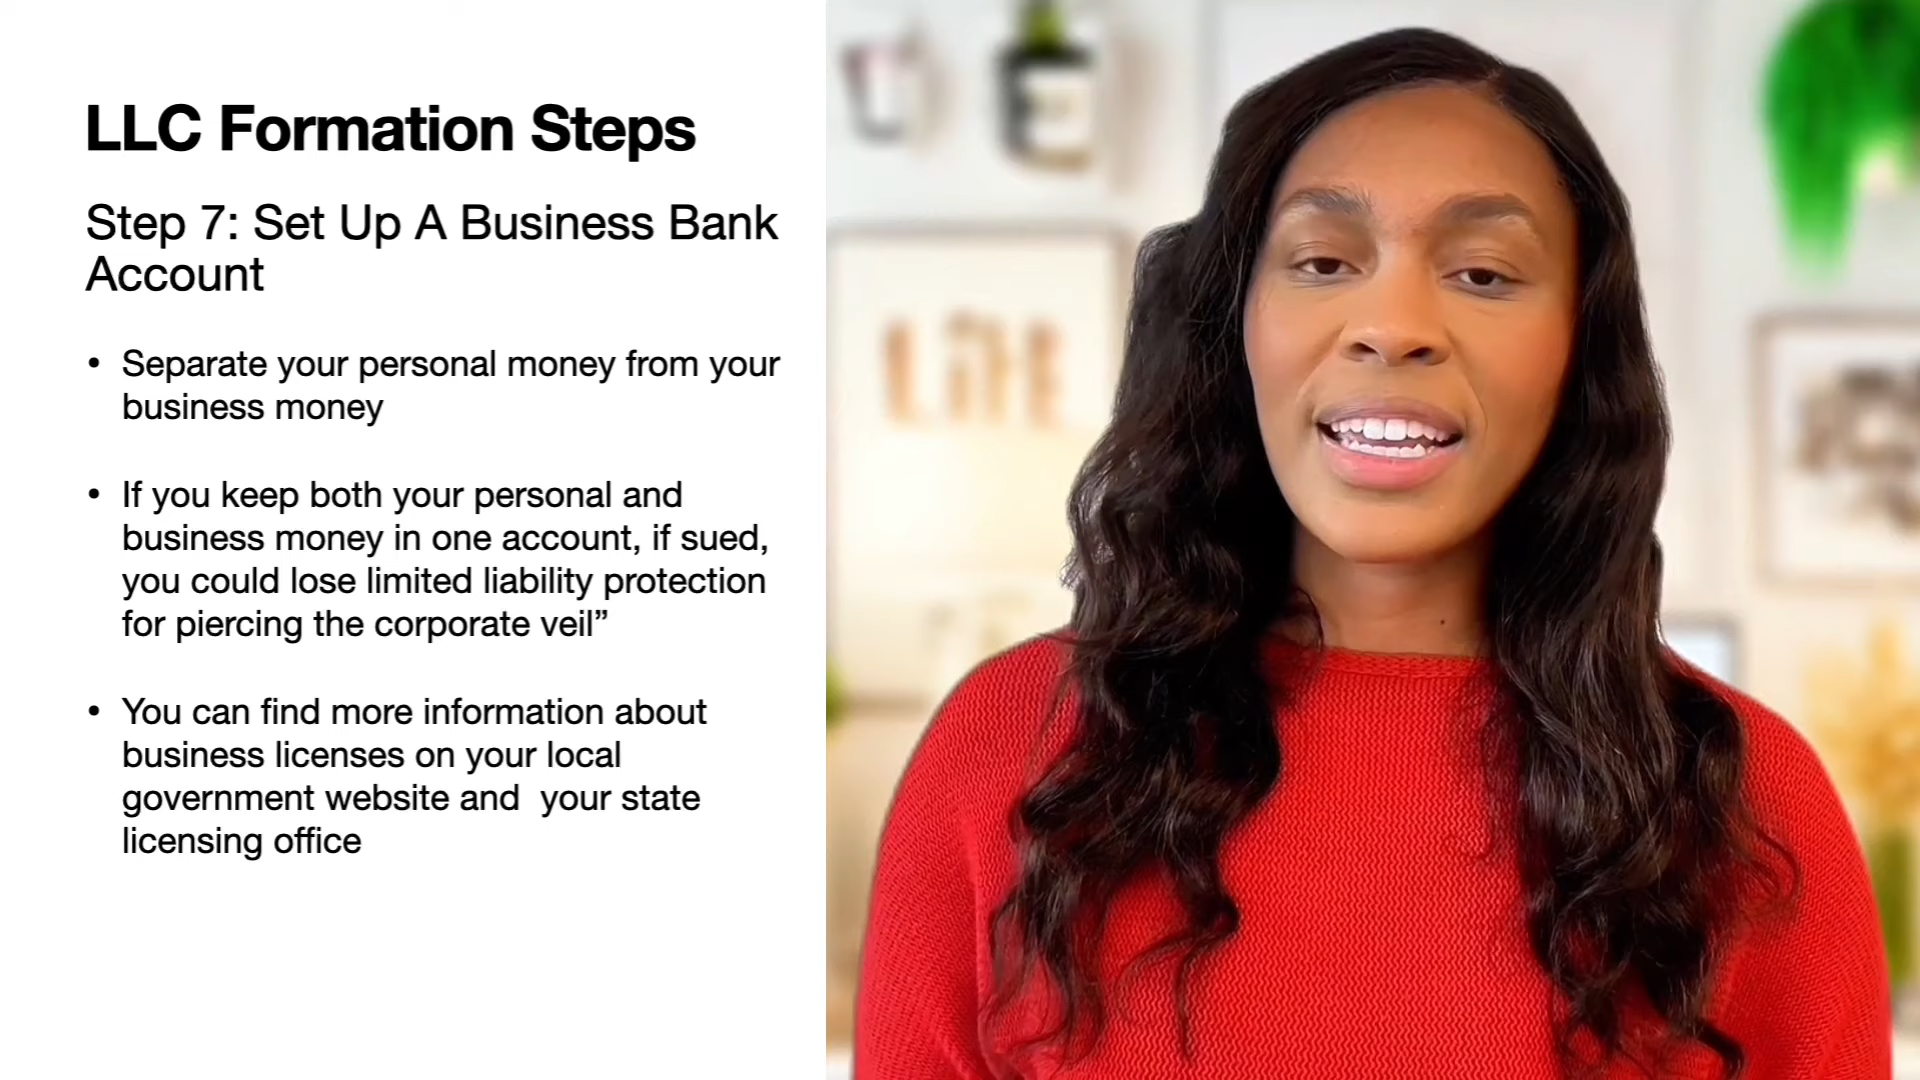 LLC Formation Steps
Step 7: Set Up A Business Bank
Account
• Separate your personal money from your
business money
• If you keep both your personal and
business money in one account, if sued,
you could lose limited liability protection
for piercing the corporate veil”
• You can find more information about
business licenses on your local
government website and  your state
licensing office